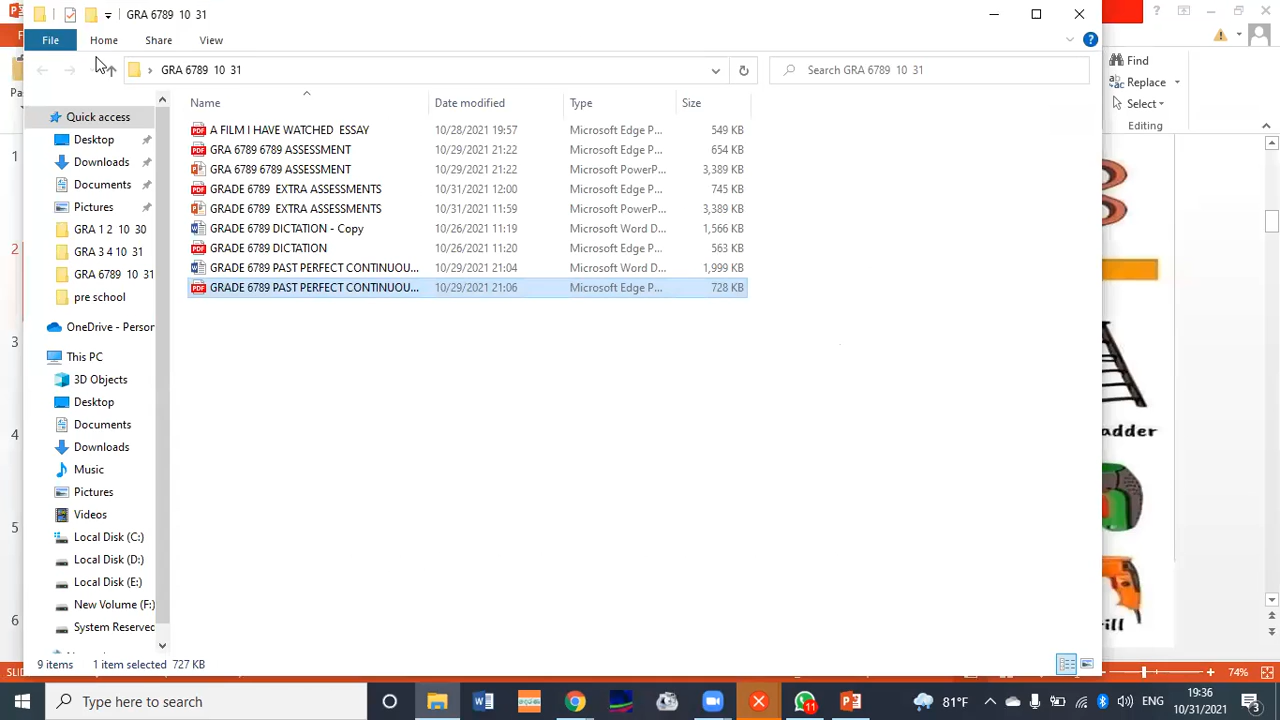 GRA 6789 10 31
File Home Share View
GRA 6789 10 31
Search GRA 6789 10 31
Find
Replace
Select
Editing
Name Date modified Type Size
A FILM I HAVE WATCHED ESSAY 10/28/2021 19:57 Microsoft Edge P... 549 KB
GRA 6789 6789 ASSESSMENT 10/29/2021 21:22 Microsoft Edge P... 654 KB
GRA 6789 6789 ASSESSMENT 10/29/2021 21:22 Microsoft PowerP... 3,389 KB
GRADE 6789 EXTRA ASSESSMENTS 10/31/2021 12:00 Microsoft Edge P... 745 KB
GRADE 6789 EXTRA ASSESSMENTS 10/31/2021 11:59 Microsoft PowerP... 3,389 KB
GRADE 6789 DICTATION - Copy 10/26/2021 11:19 Microsoft Word D... 1,566 KB
GRADE 6789 DICTATION 10/26/2021 11:20 Microsoft Edge P... 563 KB
GRADE 6789 PAST PERFECT CONTINUOU... 10/29/2021 21:04 Microsoft Word D... 1,999 KB
GRADE 6789 PAST PERFECT CONTINUOU... 10/29/2021 21:06 Microsoft Edge P... 728 KB
Quick access
Desktop
Downloads
Documents
Pictures
GRA 1 2 10 30
GRA 3 4 10 31
GRA 6789 10 31
pre school
OneDrive - Person
This PC
3D Objects
Desktop
Documents
Downloads
Music
Pictures
Videos
Local Disk (C:)
Local Disk (D:)
Local Disk (E:)
New Volume (F:)
System Reserved
1
2
3
4
5
6
adder
ill
9 items 1 item selected 727 KB
74%
Type here to search
11
81°F
ENG
19:36
10/31/2021
3